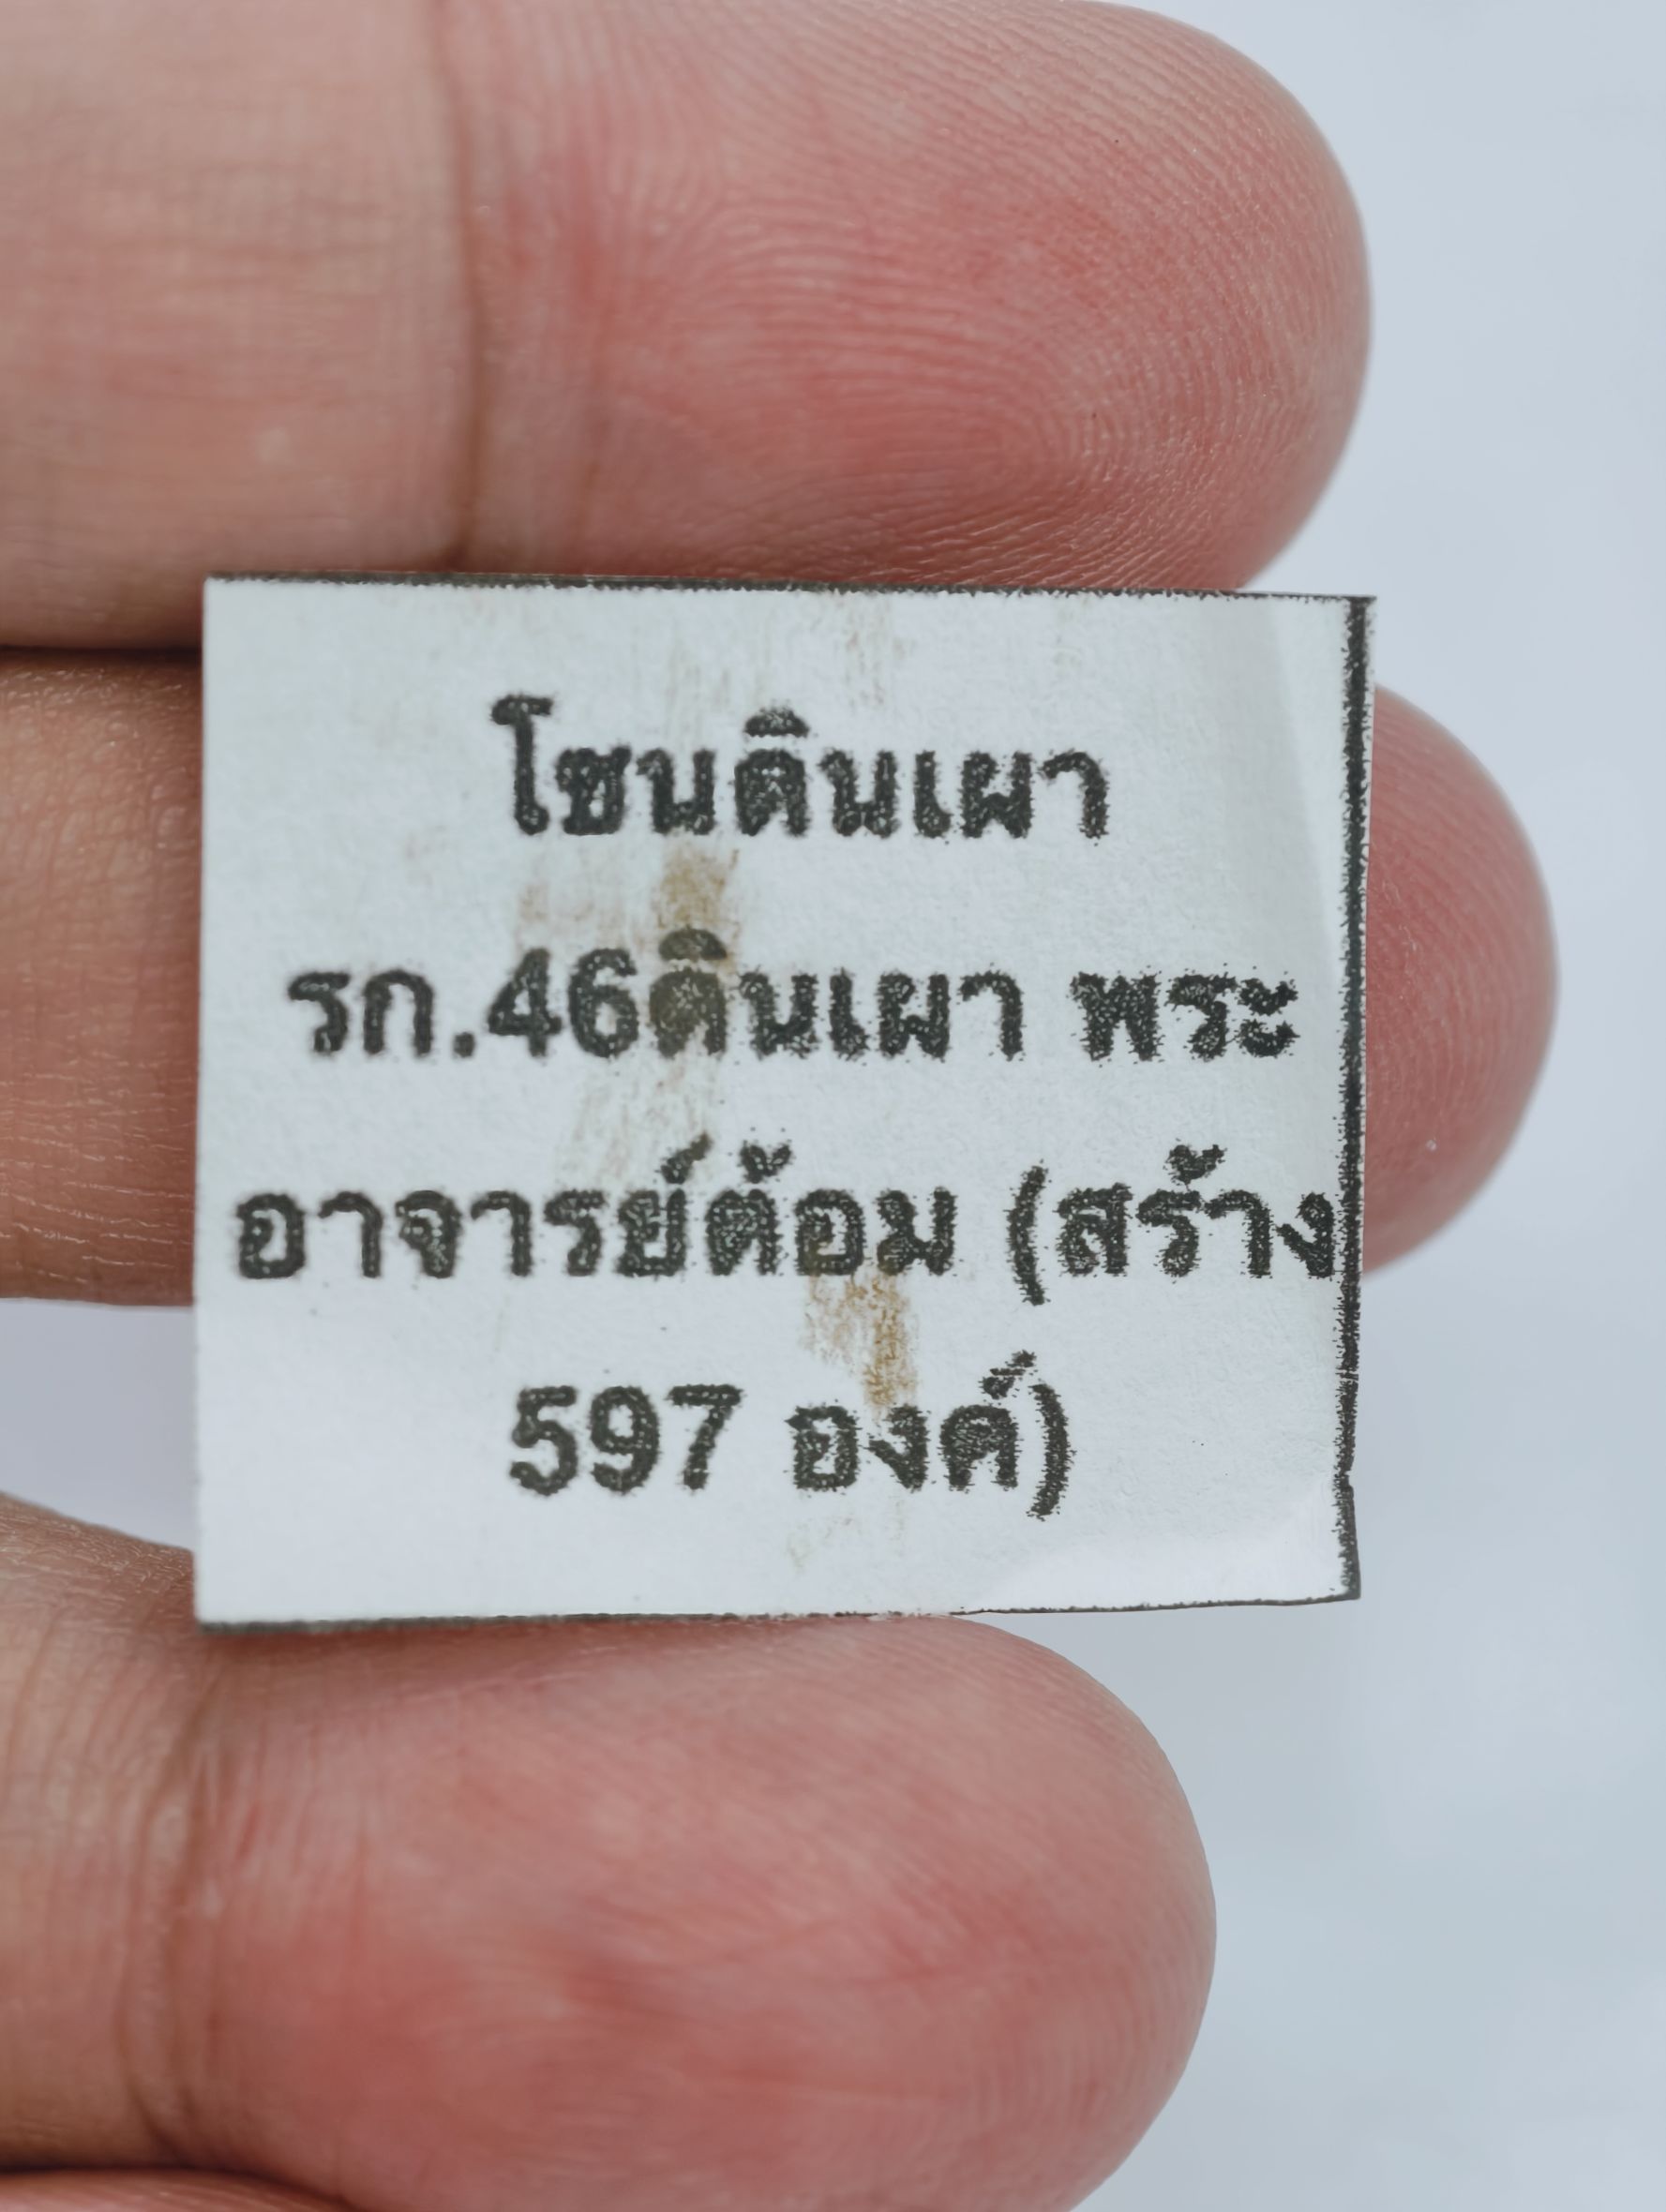 โซนดินเผา
รก.46ดินเผา พระ
อาจารย์ต้อม (สร้าง
597 องค์)